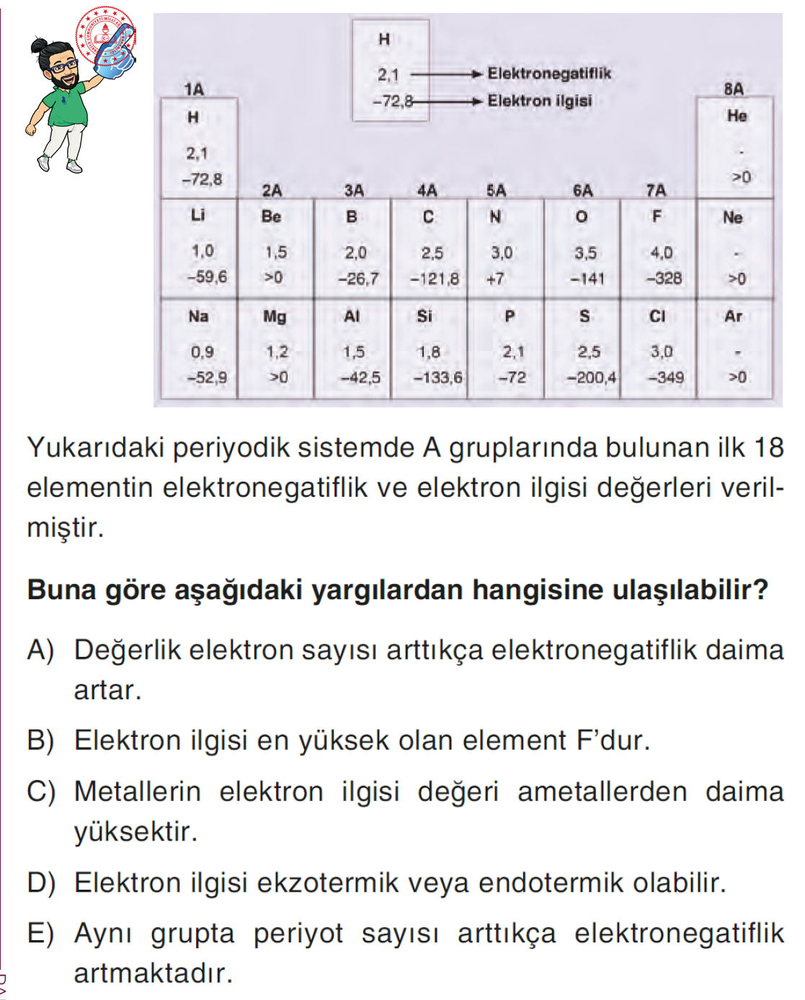 H
2,1 Elektronegatiflik
–72,8 Elektron ilgisi
1A 8A
H He
2,1 -
–72,8 >0
2A 3A 4A 5A 6A 7A
Li Be B C N O F Ne
1,0 1,5 2,0 2,5 3,0 3,5 4,0 -
–59,6 >0 –26,7 –121,8 +7 –141 –328 >0
Na Mg Al Si P S Cl Ar
0,9 1,2 1,5 1,8 2,1 2,5 3,0 -
–52,9 >0 –42,5 –133,6 –72 –200,4 –349 >0
Yukarıdaki periyodik sistemde A gruplarında bulunan ilk 18
elementin elektronegatiflik ve elektron ilgisi değerleri veril-
miştir.
Buna göre aşağıdaki yargılardan hangisine ulaşılabilir?
A) Değerlik elektron sayısı arttıkça elektronegatiflik daima
artar.
B) Elektron ilgisi en yüksek olan element F’dur.
C) Metallerin elektron ilgisi değeri ametallerden daima
yüksektir.
D) Elektron ilgisi ekzotermik veya endotermik olabilir.
E) Aynı grupta periyot sayısı arttıkça elektronegatiflik
artmaktadır.